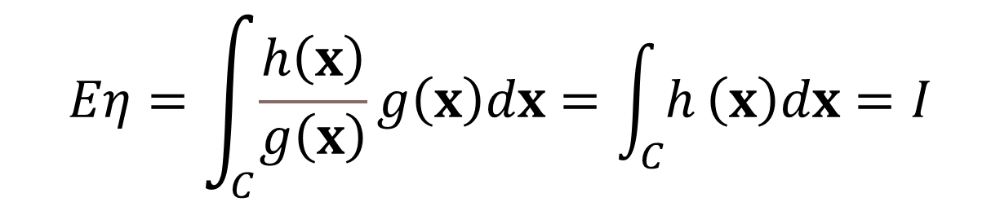 Eη = ∫_C h(𝐱)/g(𝐱) g(𝐱)d𝐱 = ∫_C h (𝐱)d𝐱 = I